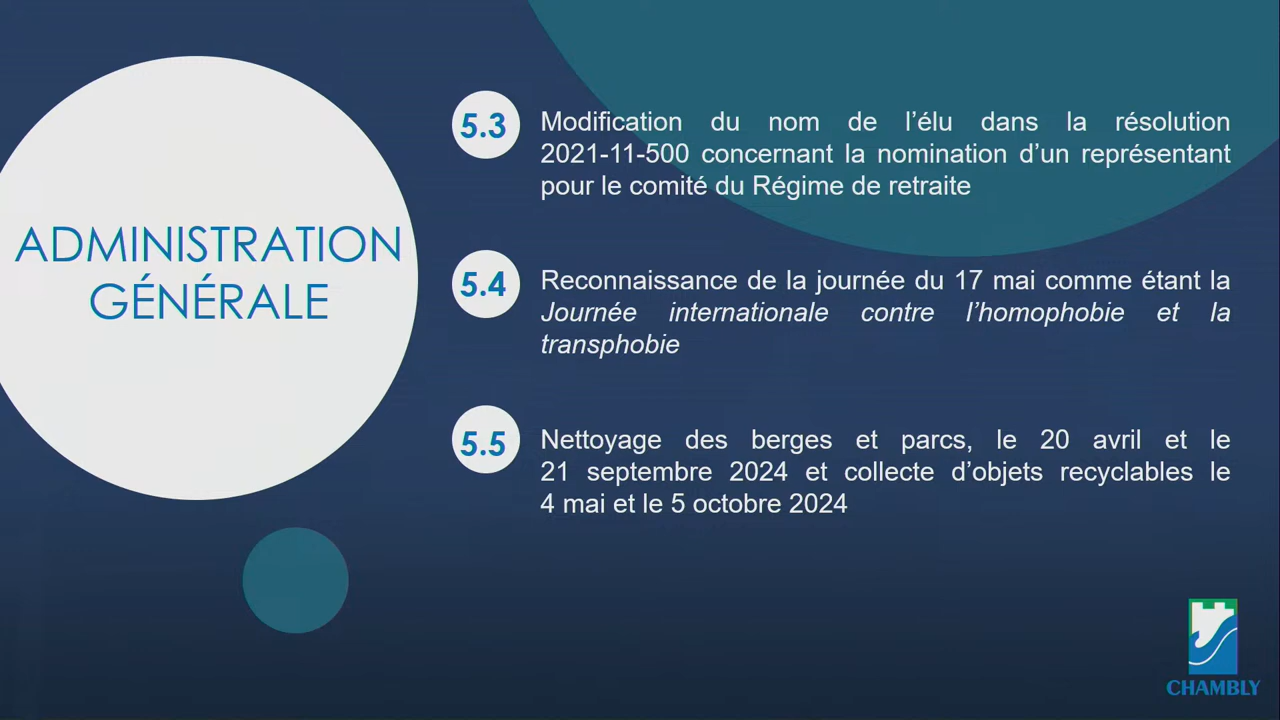 ADMINISTRATION
GÉNÉRALE
5.3
Modification du nom de l’élu dans la résolution
2021-11-500 concernant la nomination d’un représentant
pour le comité du Régime de retraite
5.4
Reconnaissance de la journée du 17 mai comme étant la
Journée internationale contre l’homophobie et la
transphobie
5.5
Nettoyage des berges et parcs, le 20 avril et le
21 septembre 2024 et collecte d’objets recyclables le
4 mai et le 5 octobre 2024
CHAMBLY